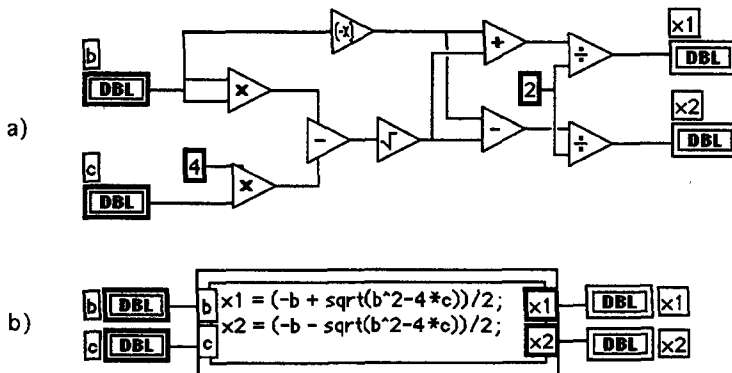 a)
b
DBL
c
DBL
4
×
×
(-x)
−
√
+
−
2
÷
÷
x1
DBL
x2
DBL
b)
b DBL b x1 = (-b + sqrt(b^2-4*c))/2; x1 DBL x1
c DBL c x2 = (-b - sqrt(b^2-4*c))/2; x2 DBL x2